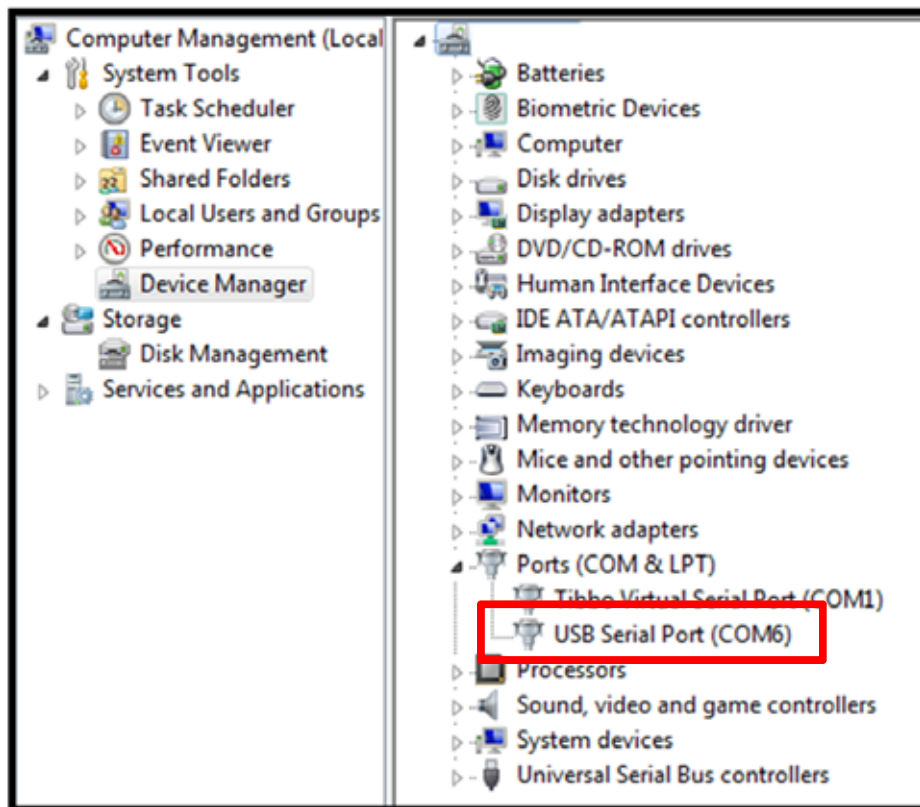 Computer Management (Local
System Tools
Task Scheduler
Event Viewer
Shared Folders
Local Users and Groups
Performance
Device Manager
Storage
Disk Management
Services and Applications
Batteries
Biometric Devices
Computer
Disk drives
Display adapters
DVD/CD-ROM drives
Human Interface Devices
IDE ATA/ATAPI controllers
Imaging devices
Keyboards
Memory technology driver
Mice and other pointing devices
Monitors
Network adapters
Ports (COM & LPT)
Tibbo Virtual Serial Port (COM1)
USB Serial Port (COM6)
Processors
Sound, video and game controllers
System devices
Universal Serial Bus controllers